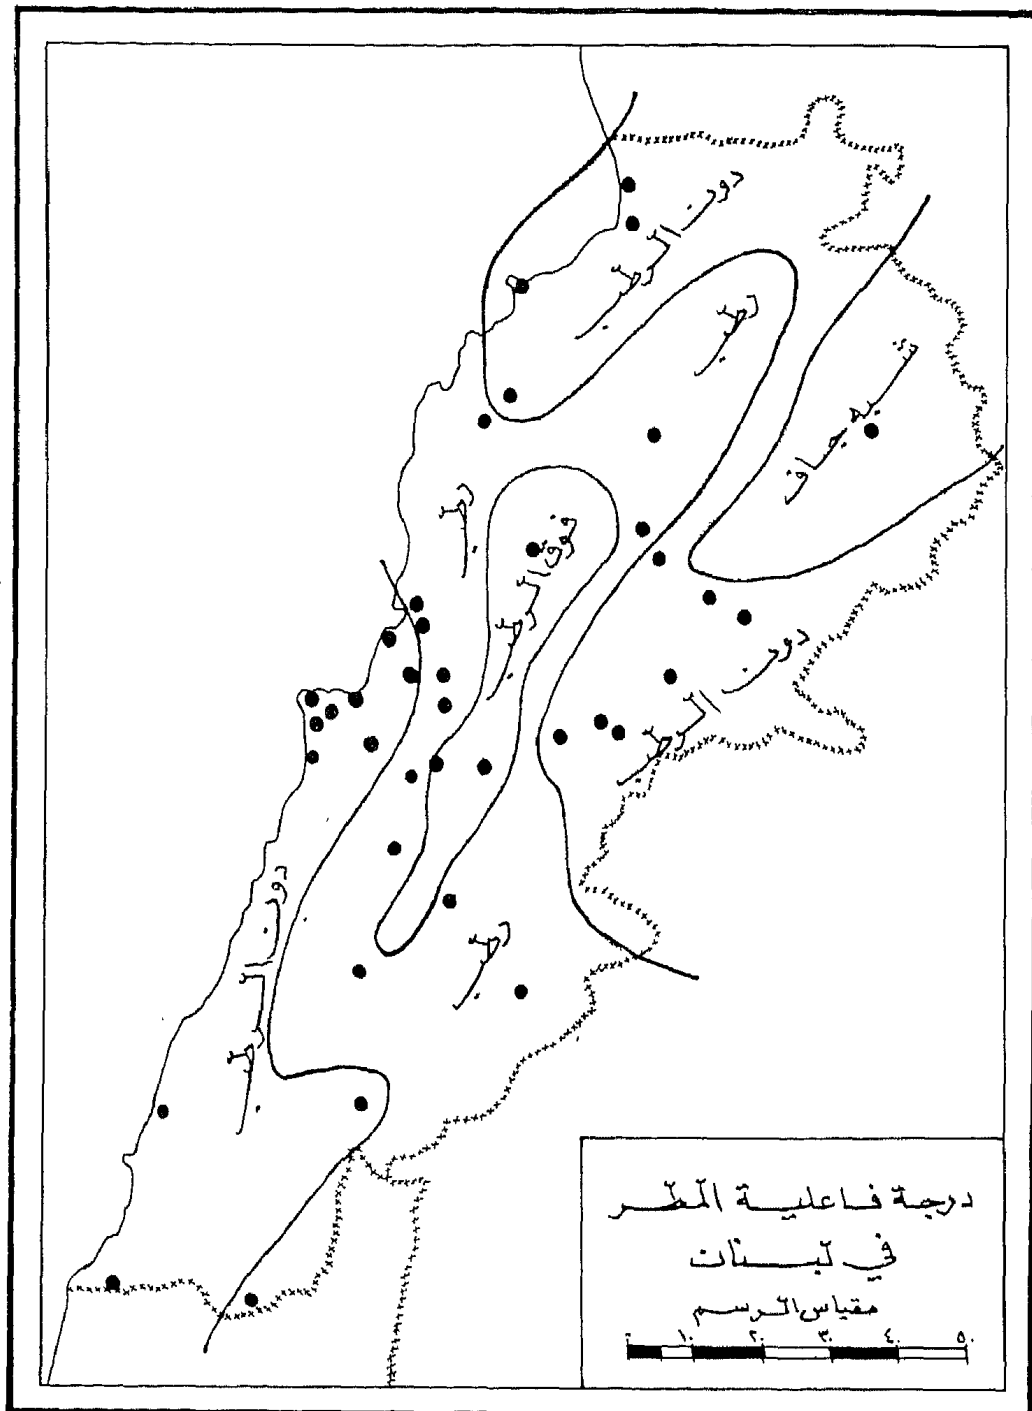 دون الرطب
رطب
شبه جاف
رطب
فوق الرطب
دون الرطب
دون الرطب
رطب
درجة فاعلية المطر
في لبنان
مقياس الرسم
٠ ١٠ ٢٠ ٣٠ ٤٠ ٥٠